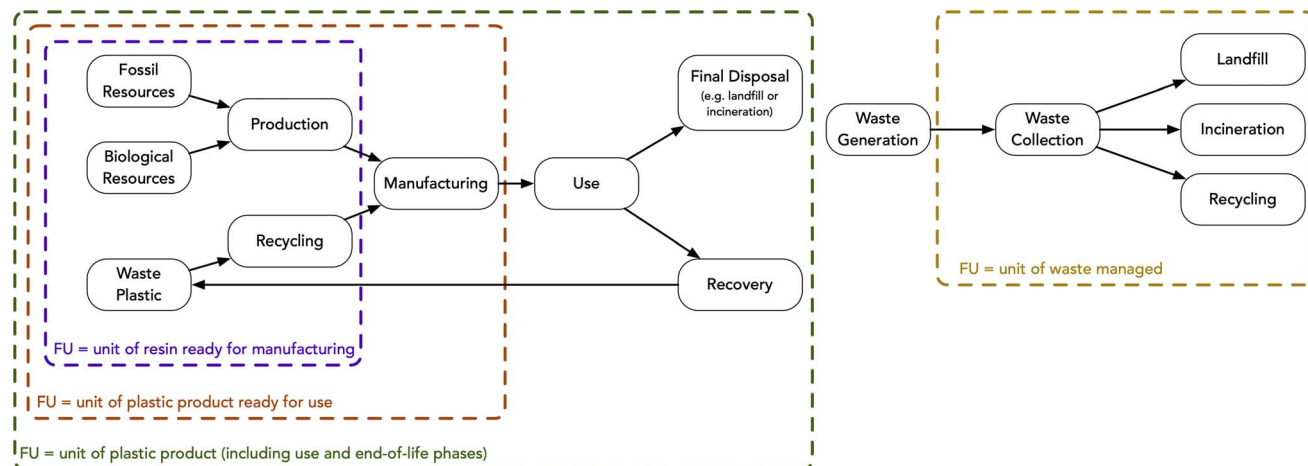 Fossil
Resources
Production
Biological
Resources
Manufacturing
Recycling
Waste
Plastic
Use
Final Disposal
(e.g. landfill or
incineration)
Recovery
FU = unit of resin ready for manufacturing
FU = unit of plastic product ready for use
FU = unit of plastic product (including use and end-of-life phases)
Waste
Generation
Waste
Collection
Landfill
Incineration
Recycling
FU = unit of waste managed